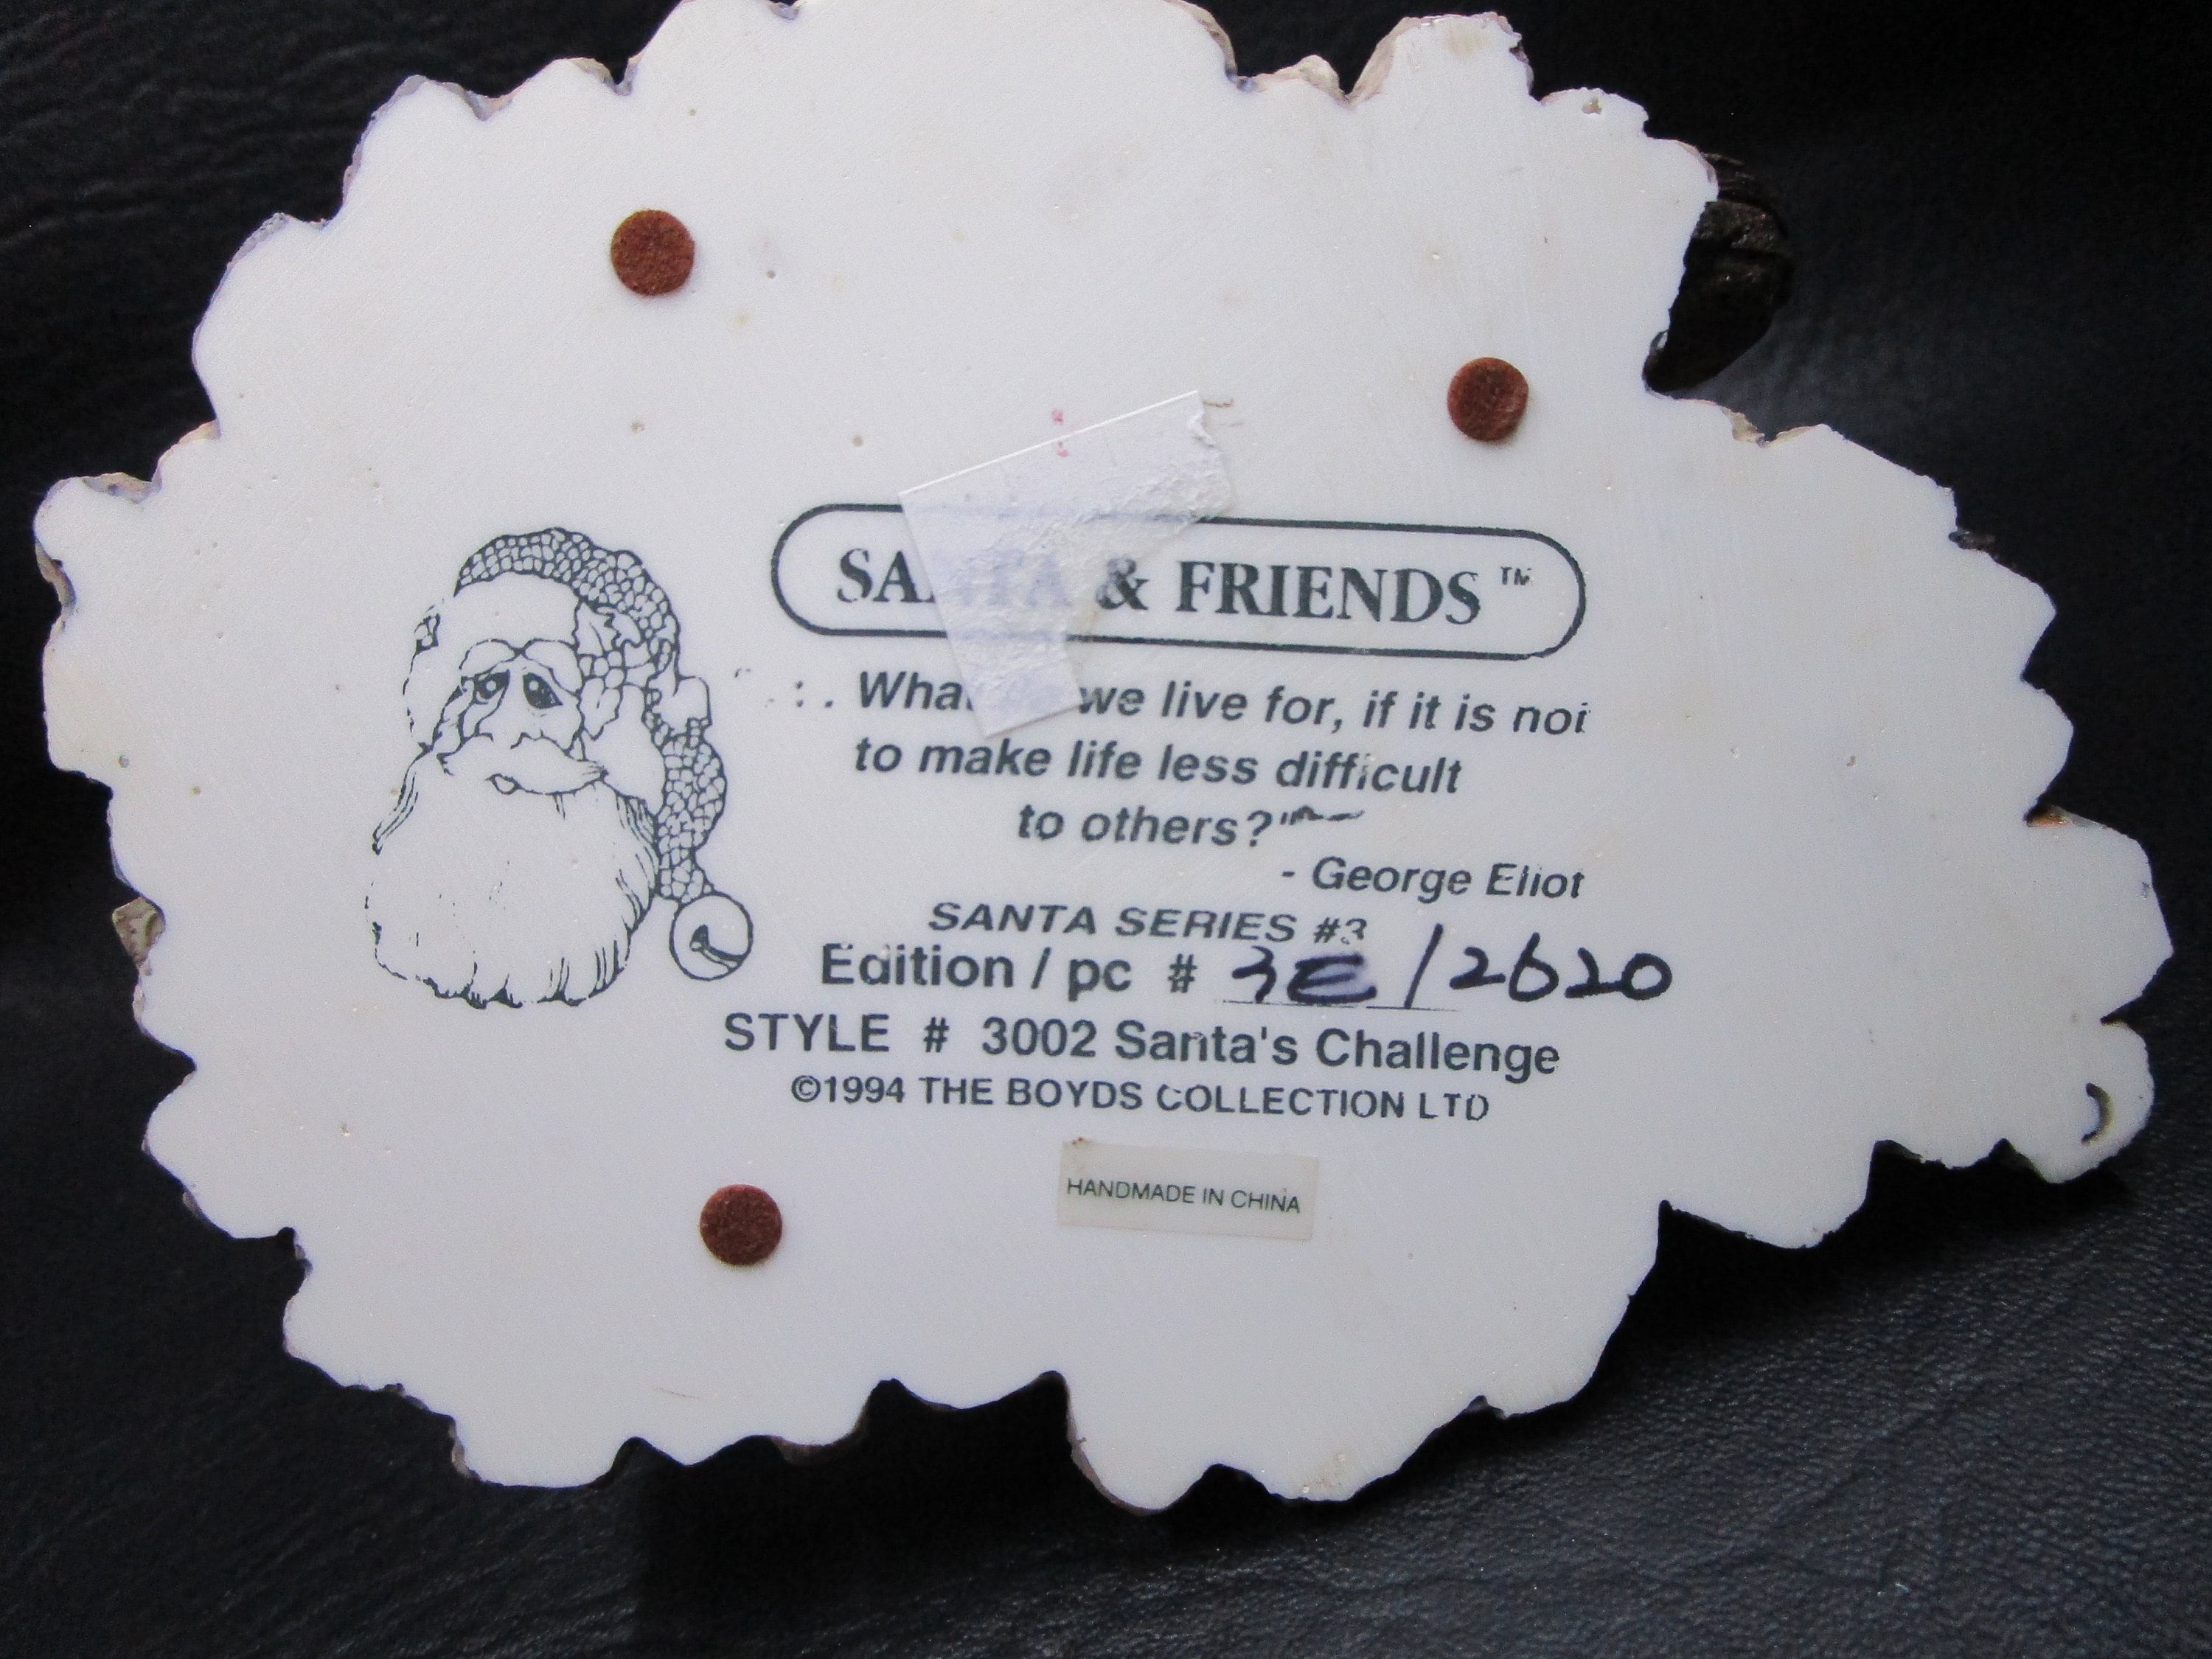 SANTA & FRIENDS™
we live for, if it is not
to make life less difficult
to others?"
- George Eliot
SANTA SERIES #3
Edition / pc # 3E/2620
STYLE # 3002 Santa's Challenge
©1994 THE BOYDS COLLECTION LTD
HANDMADE IN CHINA